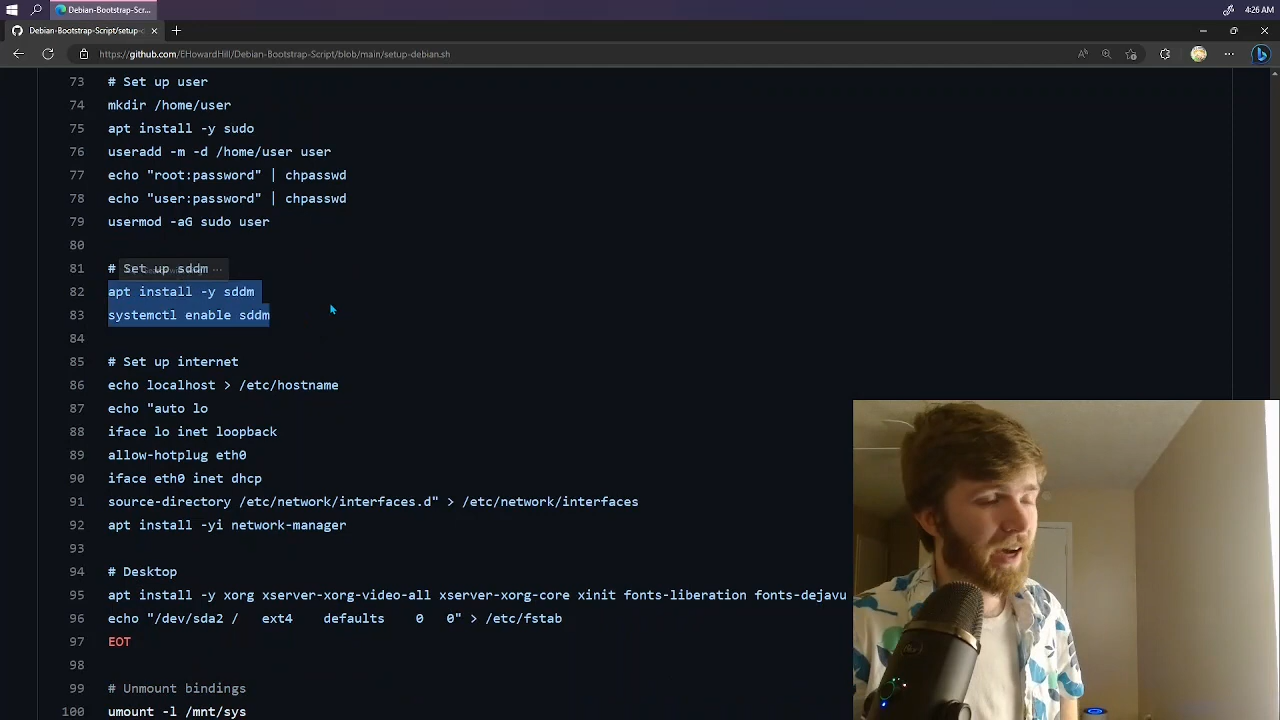 Debian-Bootstrap-Scr...
4:26 AM
Debian-Bootstrap-Script/setup-
https://github.com/EHowardHill/Debian-Bootstrap-Script/blob/main/setup-debian.sh
73 # Set up user
74 mkdir /home/user
75 apt install -y sudo
76 useradd -m -d /home/user user
77 echo "root:password" | chpasswd
78 echo "user:password" | chpasswd
79 usermod -aG sudo user
80
81 # Set up sddm
82 apt install -y sddm
83 systemctl enable sddm
84
85 # Set up internet
86 echo localhost > /etc/hostname
87 echo "auto lo
88 iface lo inet loopback
89 allow-hotplug eth0
90 iface eth0 inet dhcp
91 source-directory /etc/network/interfaces.d" > /etc/network/interfaces
92 apt install -yi network-manager
93
94 # Desktop
95 apt install -y xorg xserver-xorg-video-all xserver-xorg-core xinit fonts-liberation fonts-dejavu
96 echo "/dev/sda2 /   ext4    defaults    0   0" > /etc/fstab
97 EOT
98
99 # Unmount bindings
100 umount -l /mnt/sys